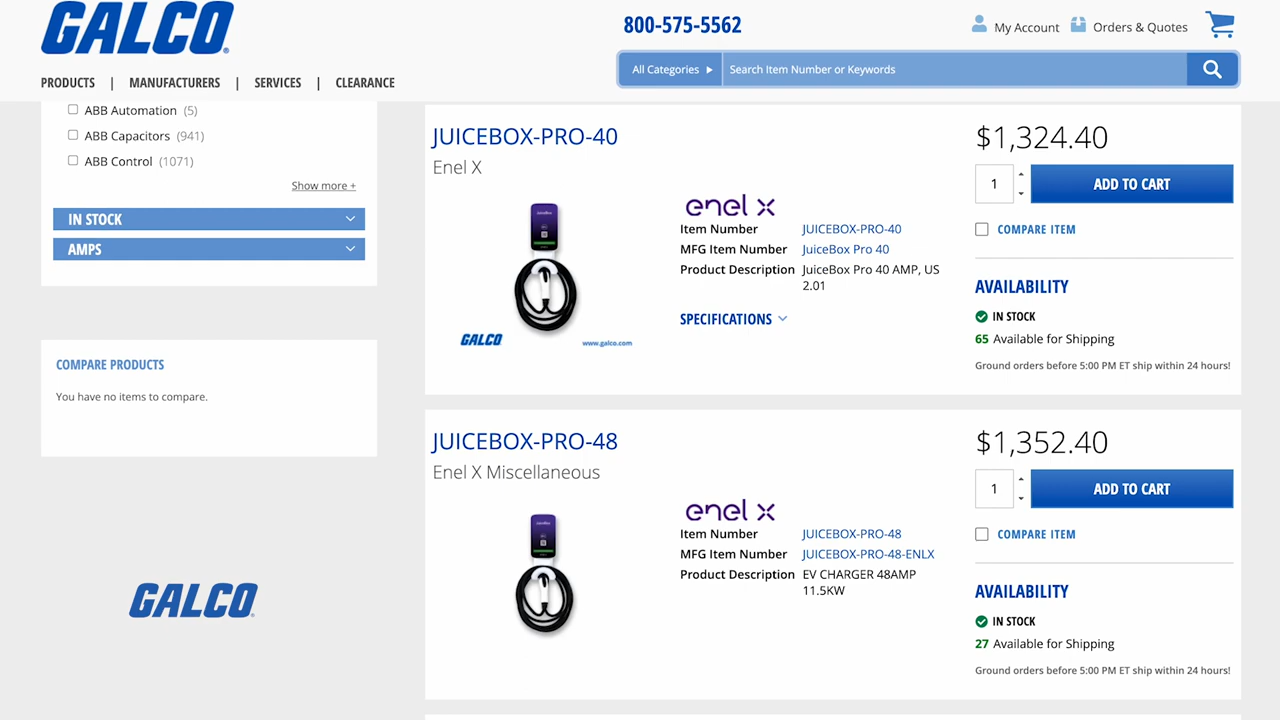 GALCO
800-575-5562
My Account
Orders & Quotes
All Categories
Search Item Number or Keywords
PRODUCTS | MANUFACTURERS | SERVICES | CLEARANCE
ABB Automation (5)
ABB Capacitors (941)
ABB Control (1071)
Show more +
IN STOCK
AMPS
COMPARE PRODUCTS
You have no items to compare.
GALCO
JUICEBOX-PRO-40
Enel X
GALCO
www.galco.com
enel x
Item Number JUICEBOX-PRO-40
MFG Item Number JuiceBox Pro 40
Product Description JuiceBox Pro 40 AMP, US
2.01
SPECIFICATIONS
$1,324.40
1
ADD TO CART
COMPARE ITEM
AVAILABILITY
IN STOCK
65 Available for Shipping
Ground orders before 5:00 PM ET ship within 24 hours!
JUICEBOX-PRO-48
Enel X Miscellaneous
enel x
Item Number JUICEBOX-PRO-48
MFG Item Number JUICEBOX-PRO-48-ENLX
Product Description EV CHARGER 48AMP
11.5KW
$1,352.40
1
ADD TO CART
COMPARE ITEM
AVAILABILITY
IN STOCK
27 Available for Shipping
Ground orders before 5:00 PM ET ship within 24 hours!